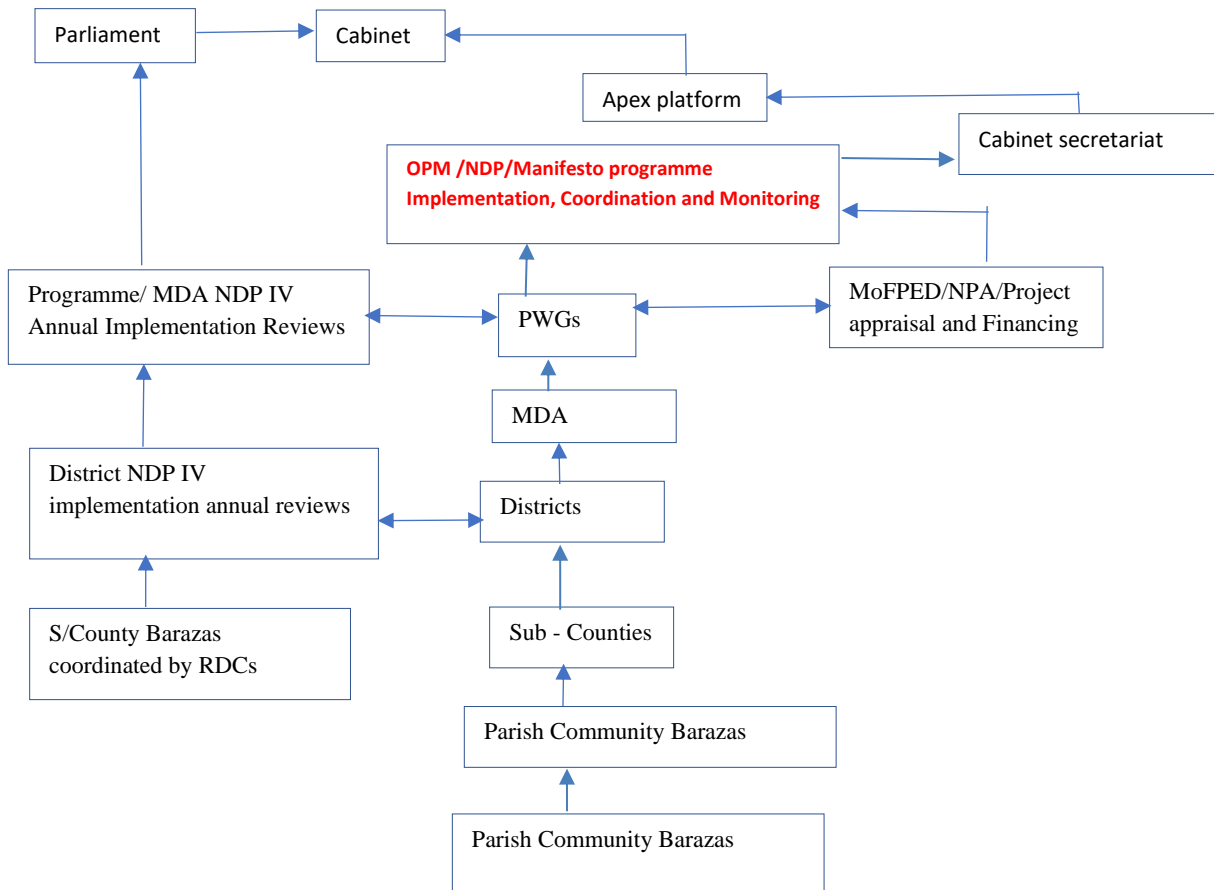 Parliament
Cabinet
Apex platform
Cabinet secretariat
OPM /NDP/Manifesto programme
Implementation, Coordination and Monitoring
Programme/ MDA NDP IV
Annual Implementation Reviews
PWGs
MoFPED/NPA/Project
appraisal and Financing
MDA
District NDP IV
implementation annual reviews
Districts
S/County Barazas
coordinated by RDCs
Sub - Counties
Parish Community Barazas
Parish Community Barazas